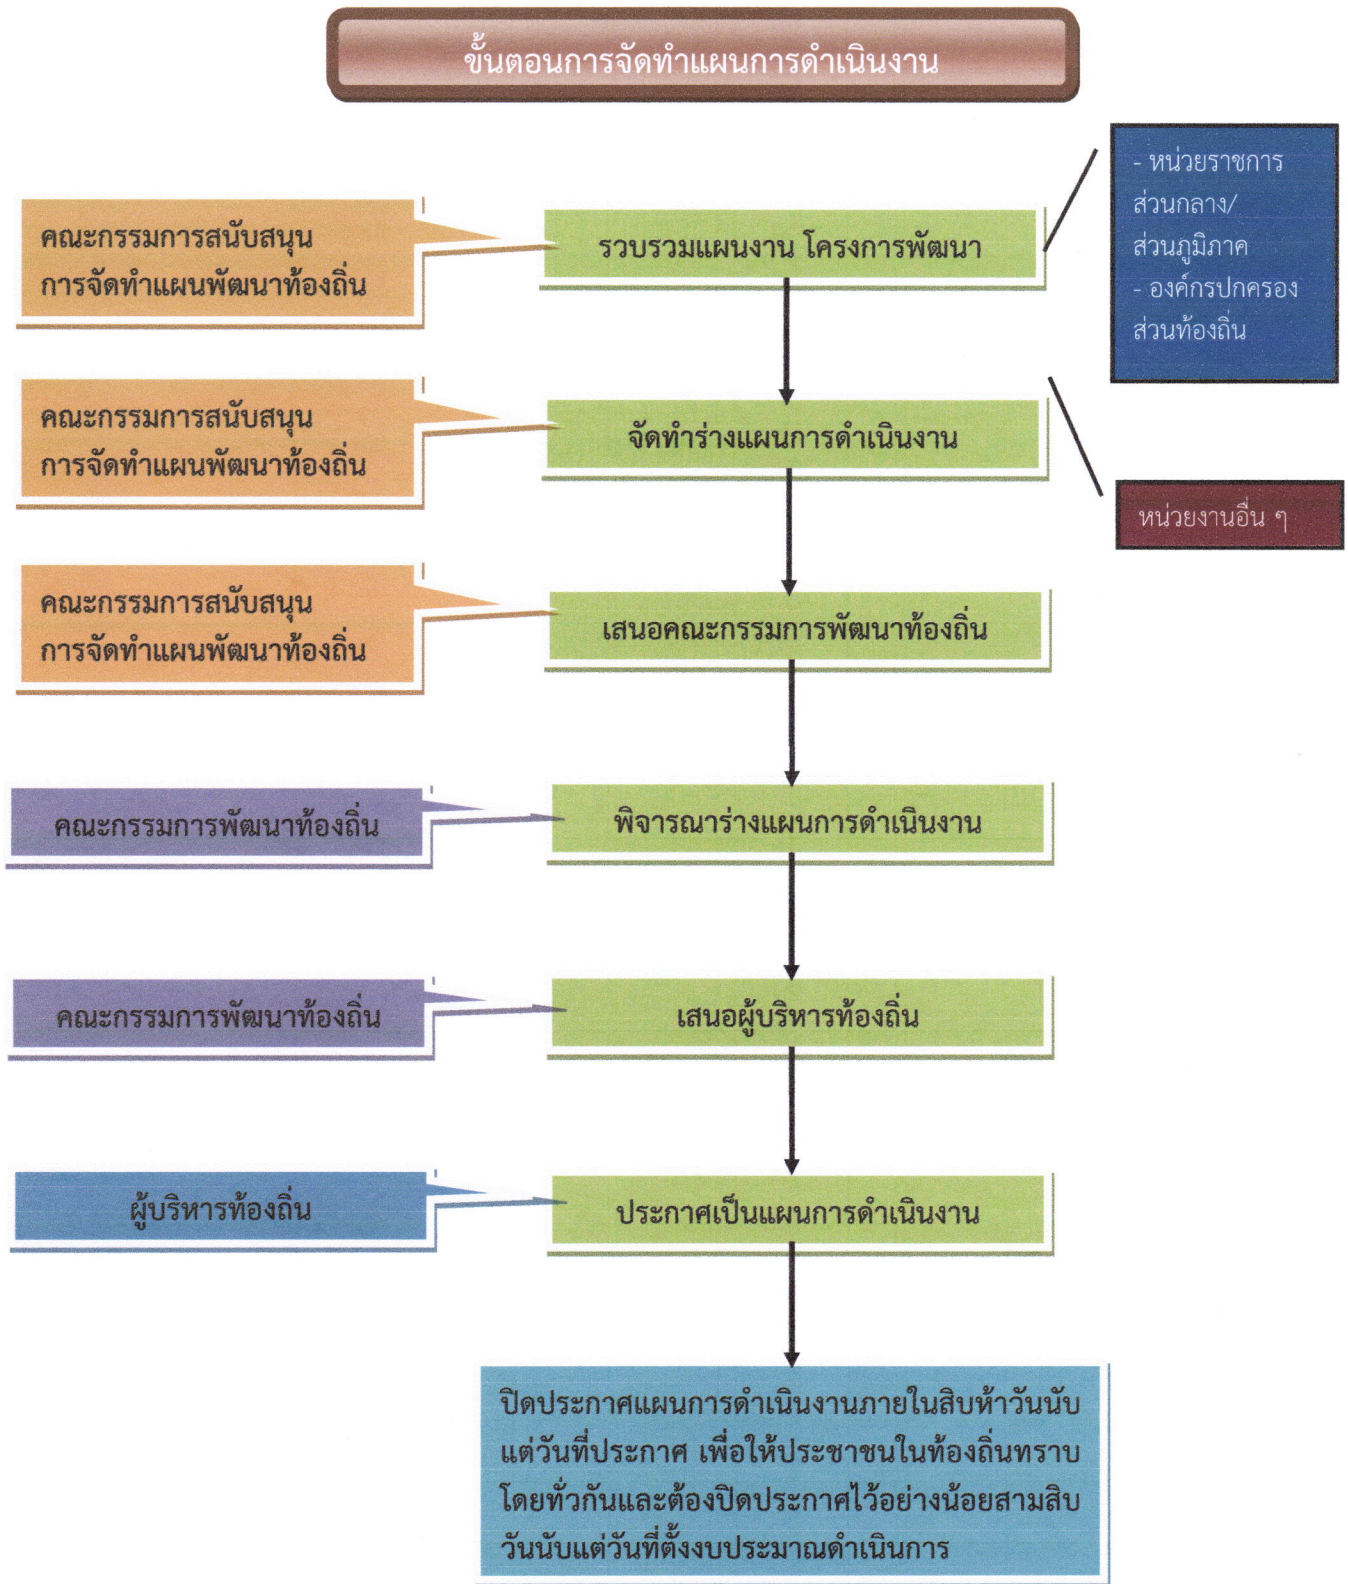 ขั้นตอนการจัดทำแผนการดำเนินงาน
- หน่วยราชการ
ส่วนกลาง/
ส่วนภูมิภาค
- องค์กรปกครอง
ส่วนท้องถิ่น
คณะกรรมการสนับสนุน
การจัดทำแผนพัฒนาท้องถิ่น
รวบรวมแผนงาน โครงการพัฒนา
คณะกรรมการสนับสนุน
การจัดทำแผนพัฒนาท้องถิ่น
จัดทำร่างแผนการดำเนินงาน
หน่วยงานอื่น ๆ
คณะกรรมการสนับสนุน
การจัดทำแผนพัฒนาท้องถิ่น
เสนอคณะกรรมการพัฒนาท้องถิ่น
คณะกรรมการพัฒนาท้องถิ่น
พิจารณาร่างแผนการดำเนินงาน
คณะกรรมการพัฒนาท้องถิ่น
เสนอผู้บริหารท้องถิ่น
ผู้บริหารท้องถิ่น
ประกาศเป็นแผนการดำเนินงาน
ปิดประกาศแผนการดำเนินงานภายในสิบห้าวันนับ
แต่วันที่ประกาศ เพื่อให้ประชาชนในท้องถิ่นทราบ
โดยทั่วกันและต้องปิดประกาศไว้อย่างน้อยสามสิบ
วันนับแต่วันที่ตั้งงบประมาณดำเนินการ